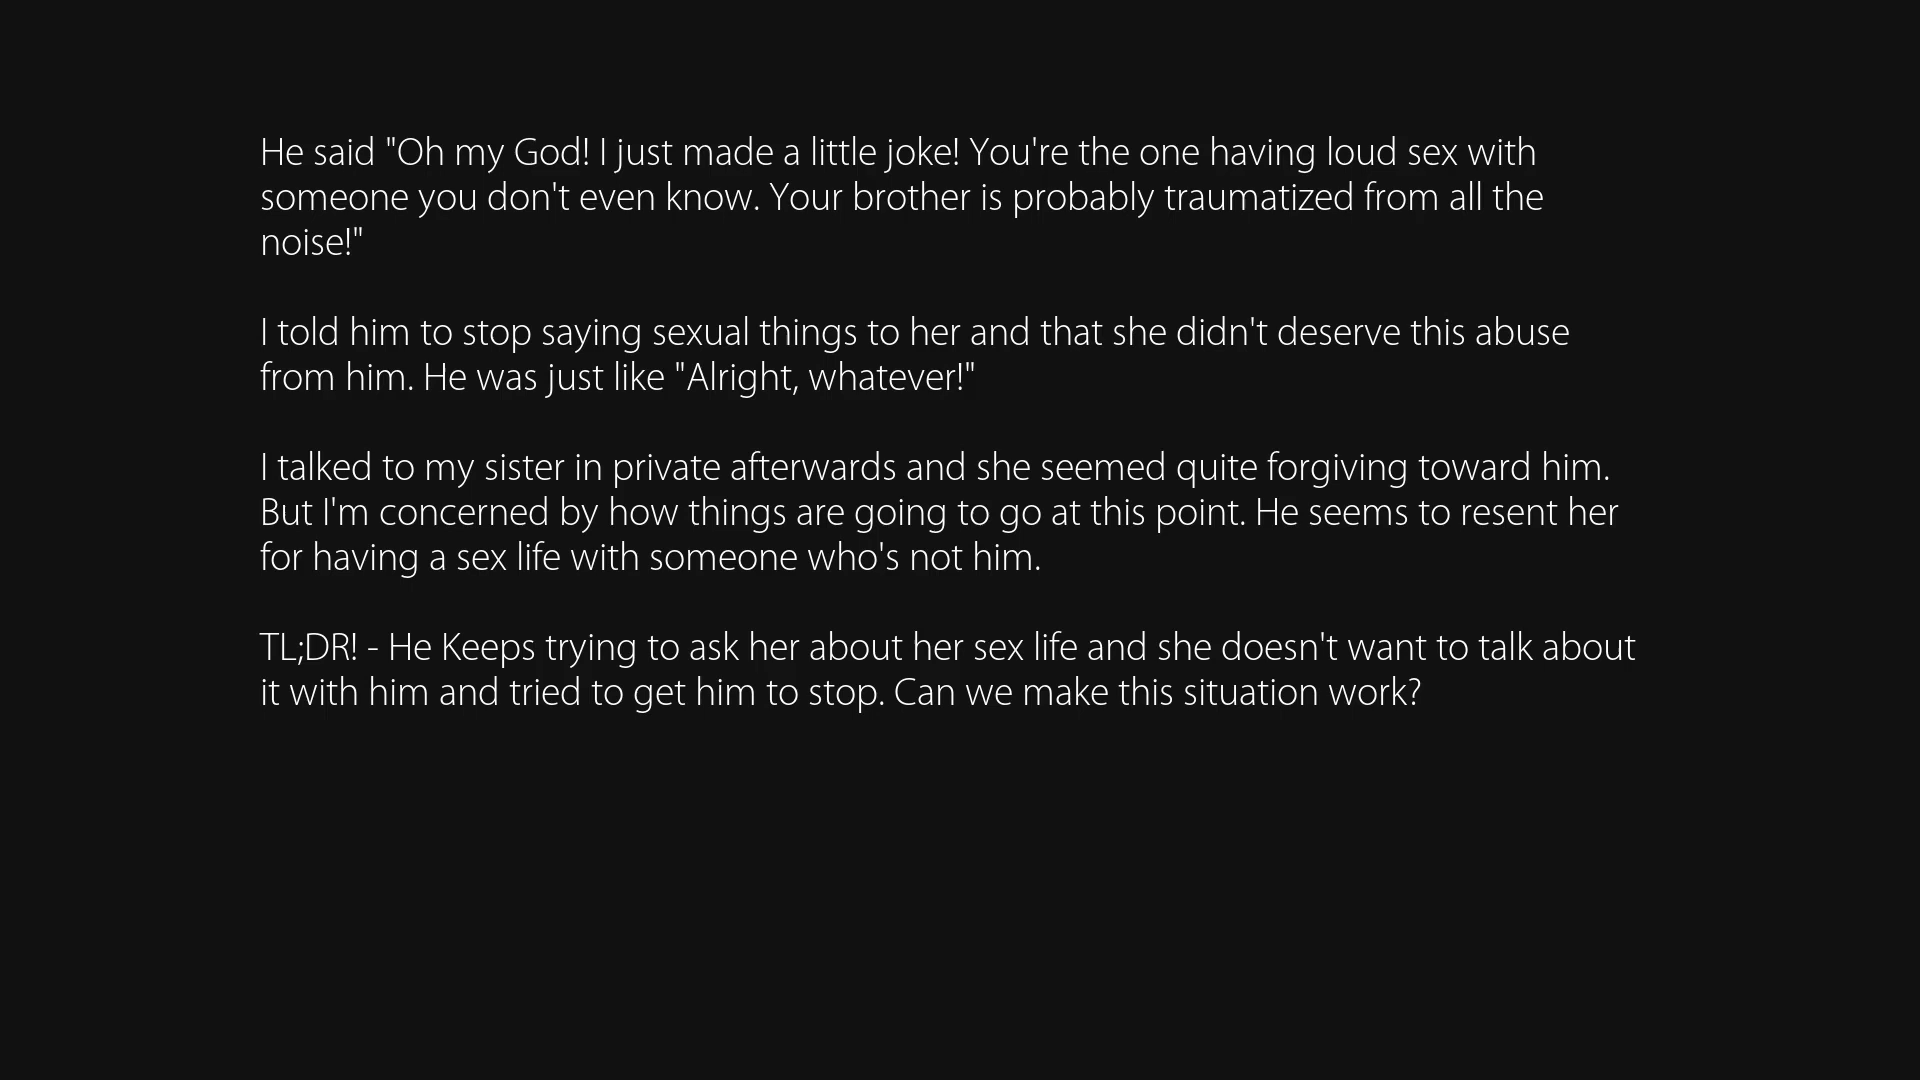 He said "Oh my God! I just made a little joke! You're the one having loud sex with
someone you don't even know. Your brother is probably traumatized from all the
noise!"
I told him to stop saying sexual things to her and that she didn't deserve this abuse
from him. He was just like "Alright, whatever!"
I talked to my sister in private afterwards and she seemed quite forgiving toward him.
But I'm concerned by how things are going to go at this point. He seems to resent her
for having a sex life with someone who's not him.
TL;DR! - He Keeps trying to ask her about her sex life and she doesn't want to talk about
it with him and tried to get him to stop. Can we make this situation work?